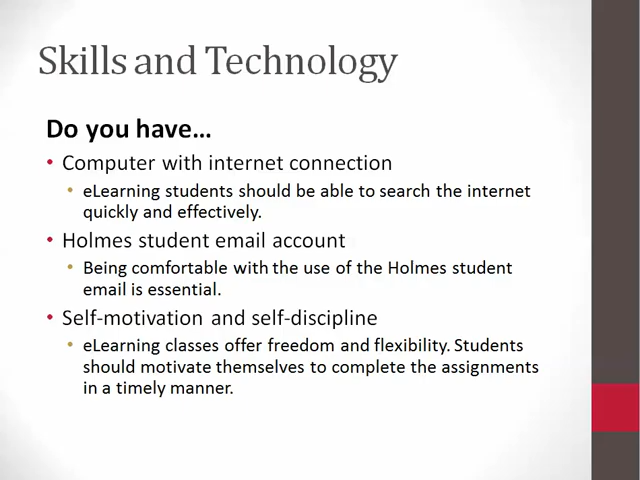 Skills and Technology
Do you have…
• Computer with internet connection
• eLearning students should be able to search the internet
quickly and effectively.
• Holmes student email account
• Being comfortable with the use of the Holmes student
email is essential.
• Self-motivation and self-discipline
• eLearning classes offer freedom and flexibility. Students
should motivate themselves to complete the assignments
in a timely manner.